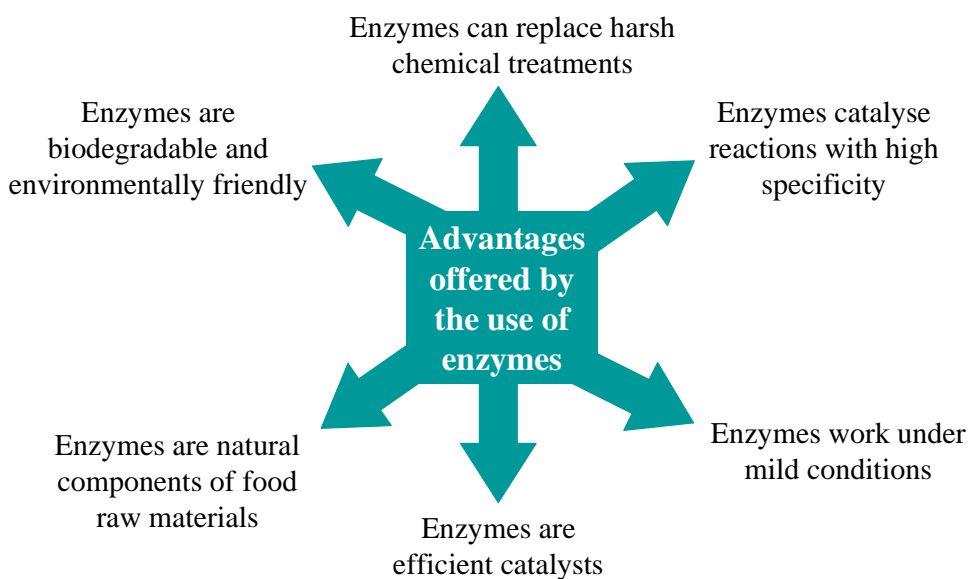 Enzymes can replace harsh
chemical treatments
Enzymes are
biodegradable and
environmentally friendly
Enzymes catalyse
reactions with high
specificity
Advantages
offered by
the use of
enzymes
Enzymes are natural
components of food
raw materials
Enzymes work under
mild conditions
Enzymes are
efficient catalysts